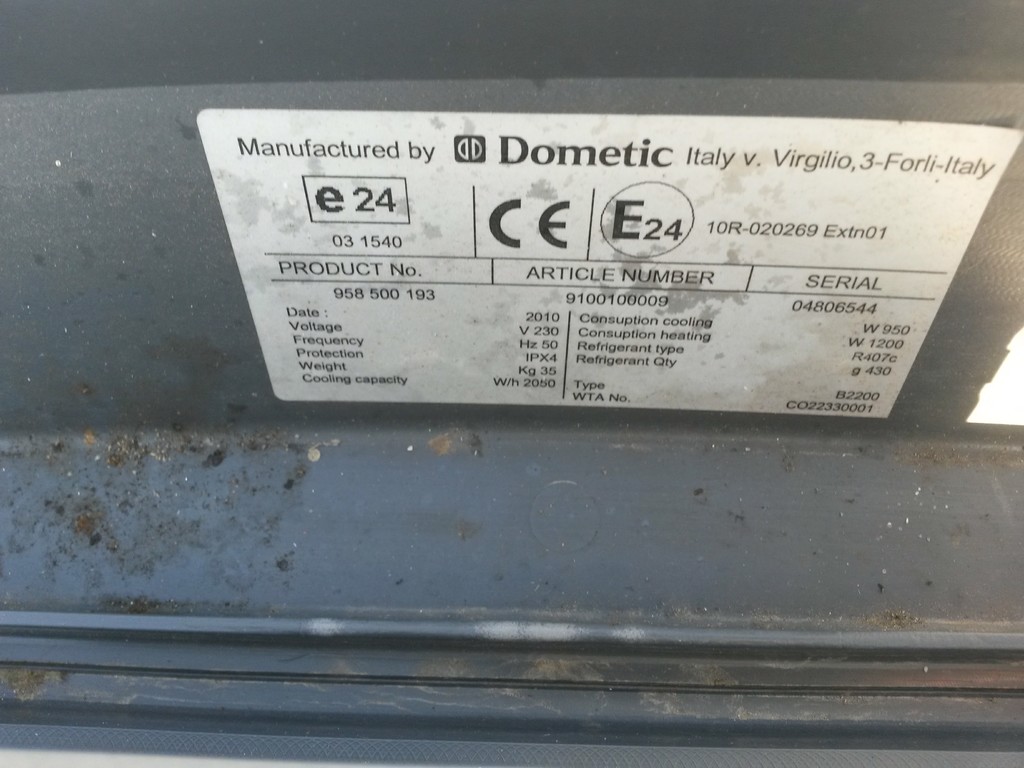 Manufactured by Dometic Italy v. Virgilio,3-Forli-Italy
e 24
03 1540
CE
E24 10R-020269 Extn01
PRODUCT No. ARTICLE NUMBER SERIAL
958 500 193 9100100009 04806544
Date : 2010
Voltage V 230
Frequency Hz 50
Protection IPX4
Weight Kg 35
Cooling capacity W/h 2050
Consuption cooling W 950
Consuption heating W 1200
Refrigerant type R407c
Refrigerant Qty g 430
Type B2200
WTA No. CO22330001